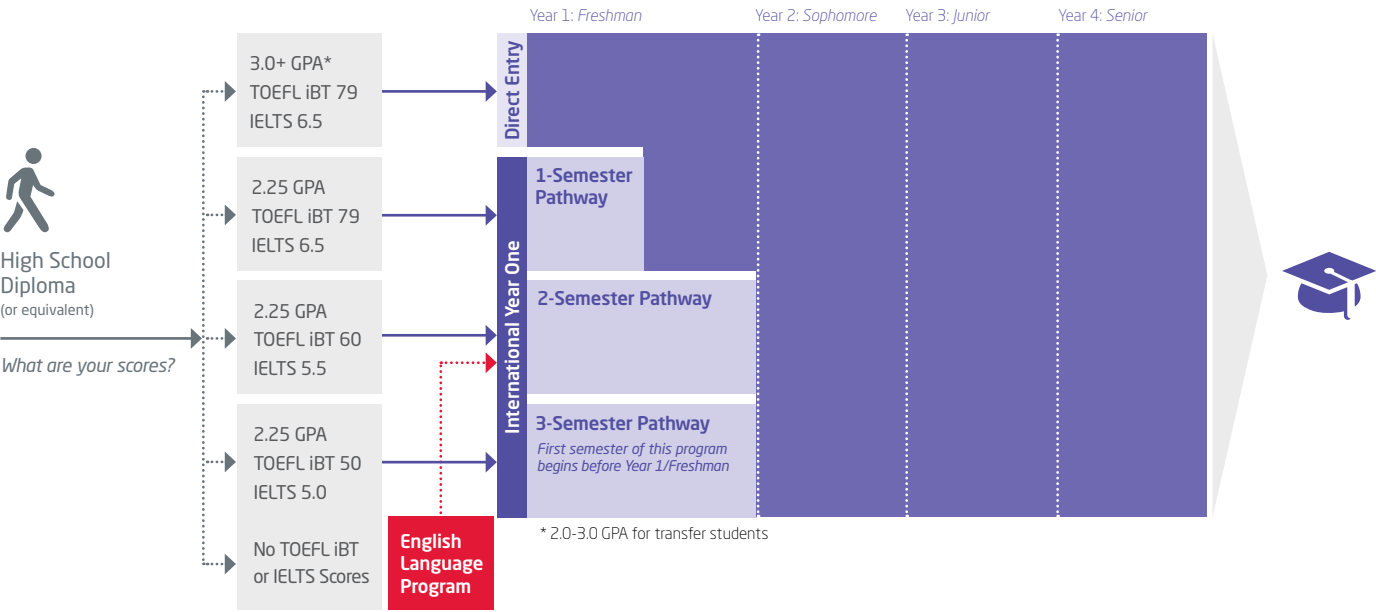 Year 1: Freshman
Year 2: Sophomore
Year 3: Junior
Year 4: Senior
High School
Diploma
(or equivalent)
What are your scores?
3.0+ GPA*
TOEFL iBT 79
IELTS 6.5
Direct Entry
2.25 GPA
TOEFL iBT 79
IELTS 6.5
International Year One
1-Semester
Pathway
2.25 GPA
TOEFL iBT 60
IELTS 5.5
2-Semester Pathway
2.25 GPA
TOEFL iBT 50
IELTS 5.0
3-Semester Pathway
First semester of this program
begins before Year 1/Freshman
No TOEFL iBT
or IELTS Scores
English
Language
Program
* 2.0-3.0 GPA for transfer students